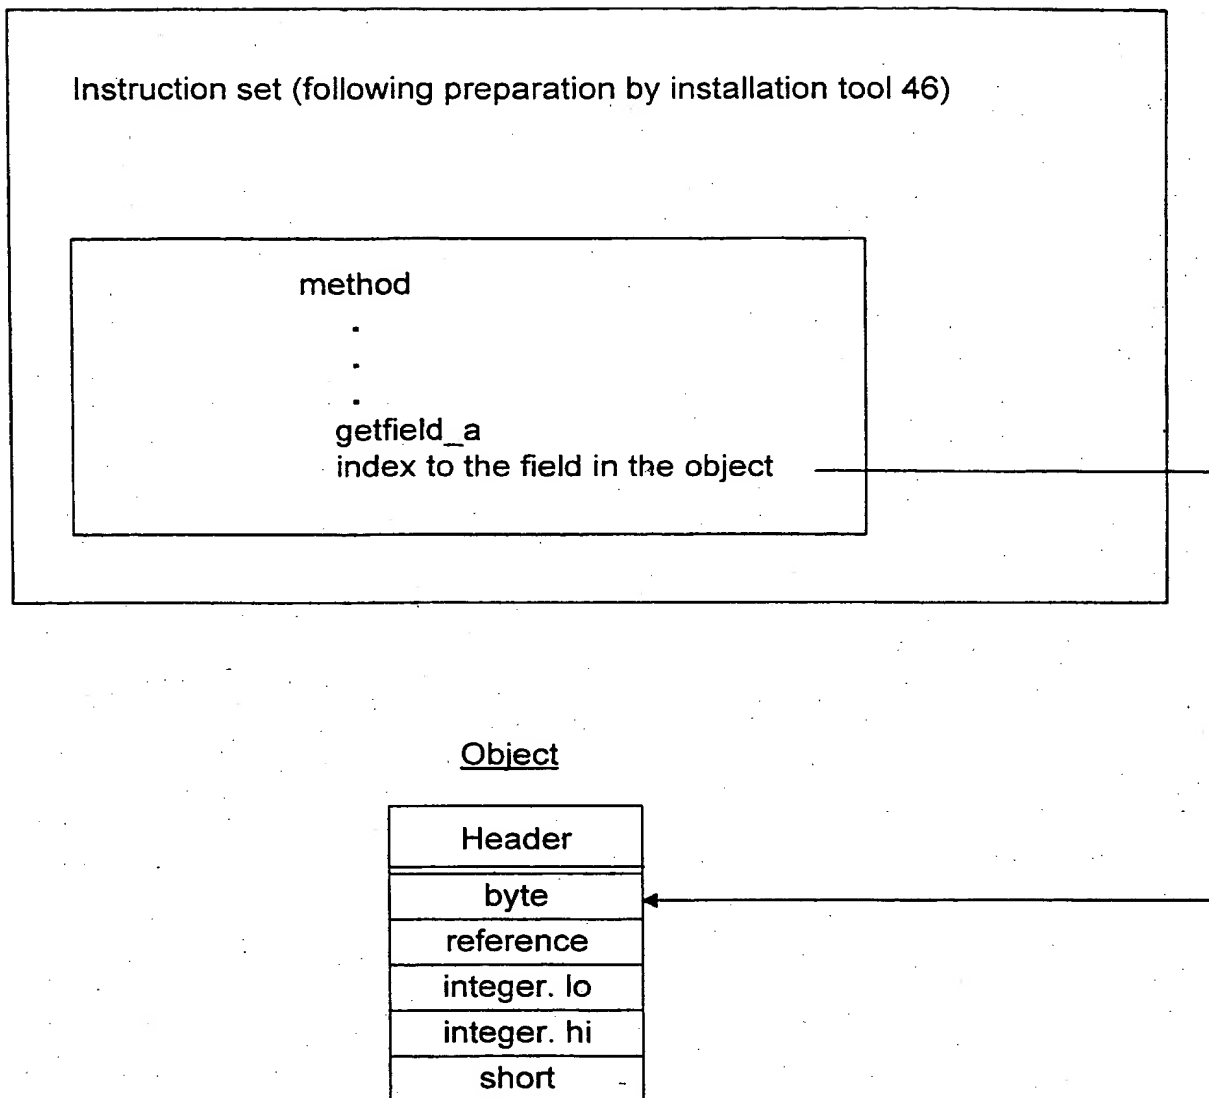 Instruction set (following preparation by installation tool 46)
method
.
.
.
getfield_a
index to the field in the object
Object
Header
byte
reference
integer. lo
integer. hi
short